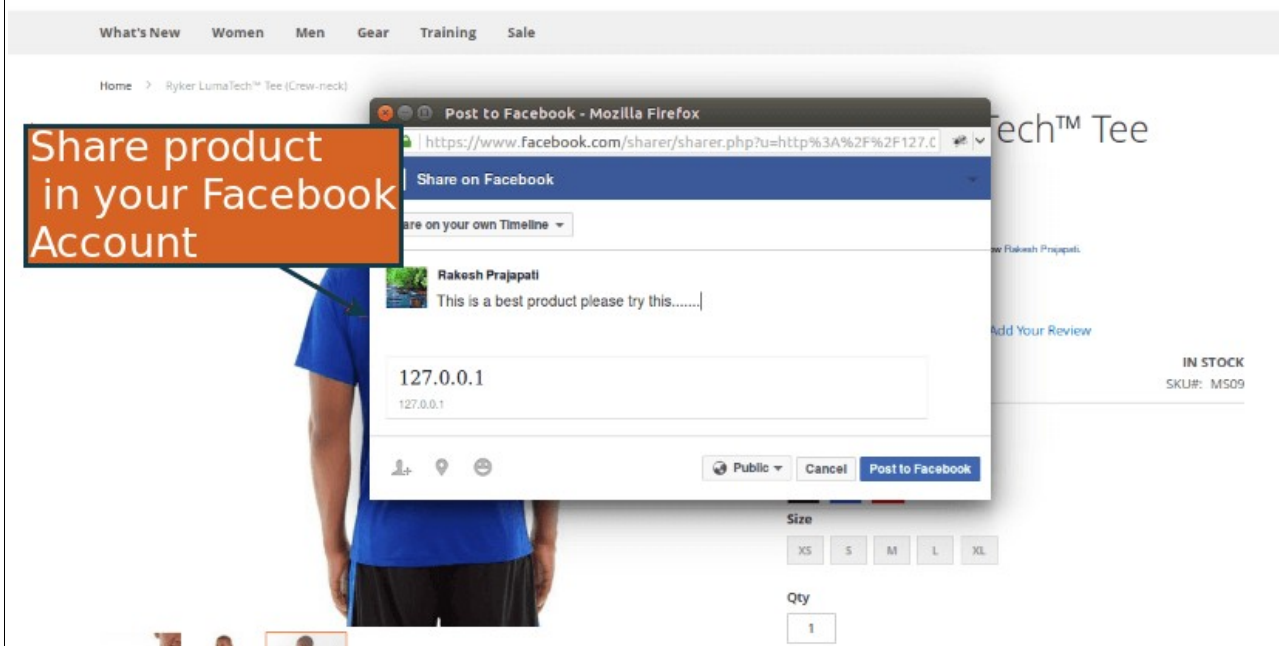 What's New Women Men Gear Training Sale
Home > Ryker LumaTech™ Tee (Crew-neck)
Post to Facebook - Mozilla Firefox
https://www.facebook.com/sharer/sharer.php?u=http%3A%2F%2F127.0
ech™ Tee
Share product
in your Facebook
Account
Share on Facebook
are on your own Timeline
Rakesh Prajapati.
Rakesh Prajapati
This is a best product please try this.......
Add Your Review
127.0.0.1
127.0.0.1
IN STOCK
SKU#: MS09
Public Cancel Post to Facebook
Size
XS S M L XL
Qty
1